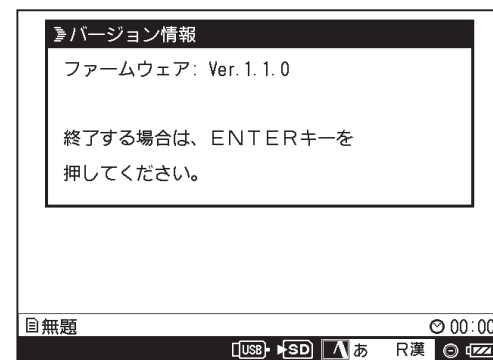 バージョン情報
ファームウェア: Ver.1.1.0
終了する場合は、ENTERキーを
押してください。
無題 00:00
USB SD A あ R漢